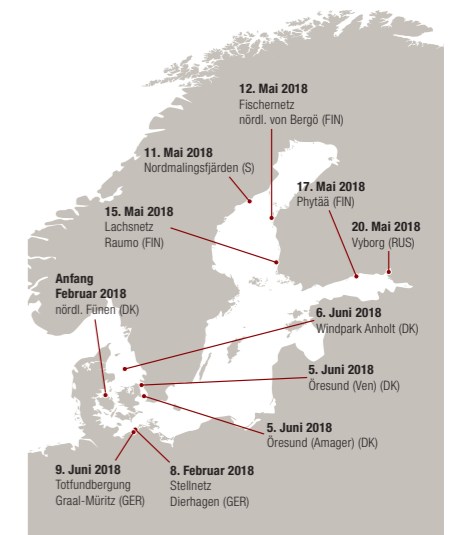 12. Mai 2018
Fischernetz
nördl. von Bergö (FIN)
11. Mai 2018
Nordmalingsfjärden (S)
17. Mai 2018
Phytää (FIN)
15. Mai 2018
Lachsnetz
Raumo (FIN)
20. Mai 2018
Vyborg (RUS)
Anfang
Februar 2018
nördl. Fünen (DK)
6. Juni 2018
Windpark Anholt (DK)
5. Juni 2018
Öresund (Ven) (DK)
5. Juni 2018
Öresund (Amager) (DK)
9. Juni 2018
Totfundbergung
Graal-Müritz (GER)
8. Februar 2018
Stellnetz
Dierhagen (GER)